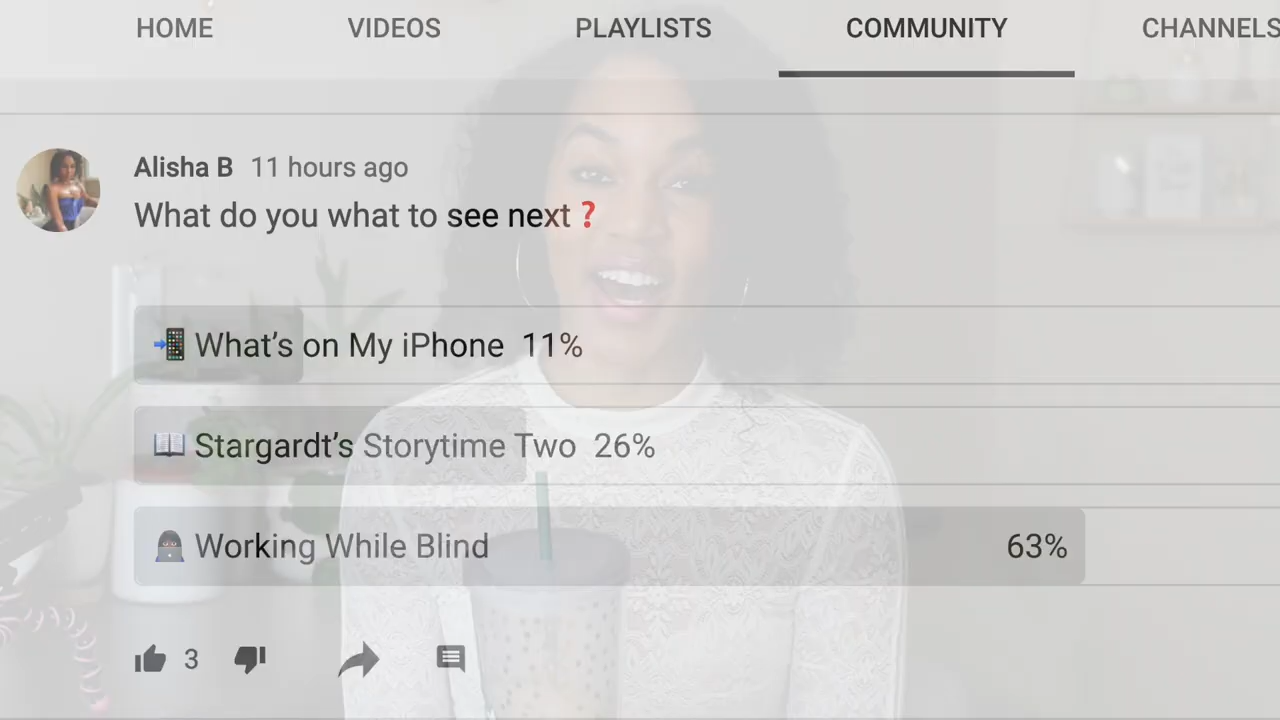 HOME VIDEOS PLAYLISTS COMMUNITY CHANNELS
Alisha B 11 hours ago
What do you what to see next ❓
📲 What’s on My iPhone 11%
📖 Stargardt’s Storytime Two 26%
Working While Blind 63%
3